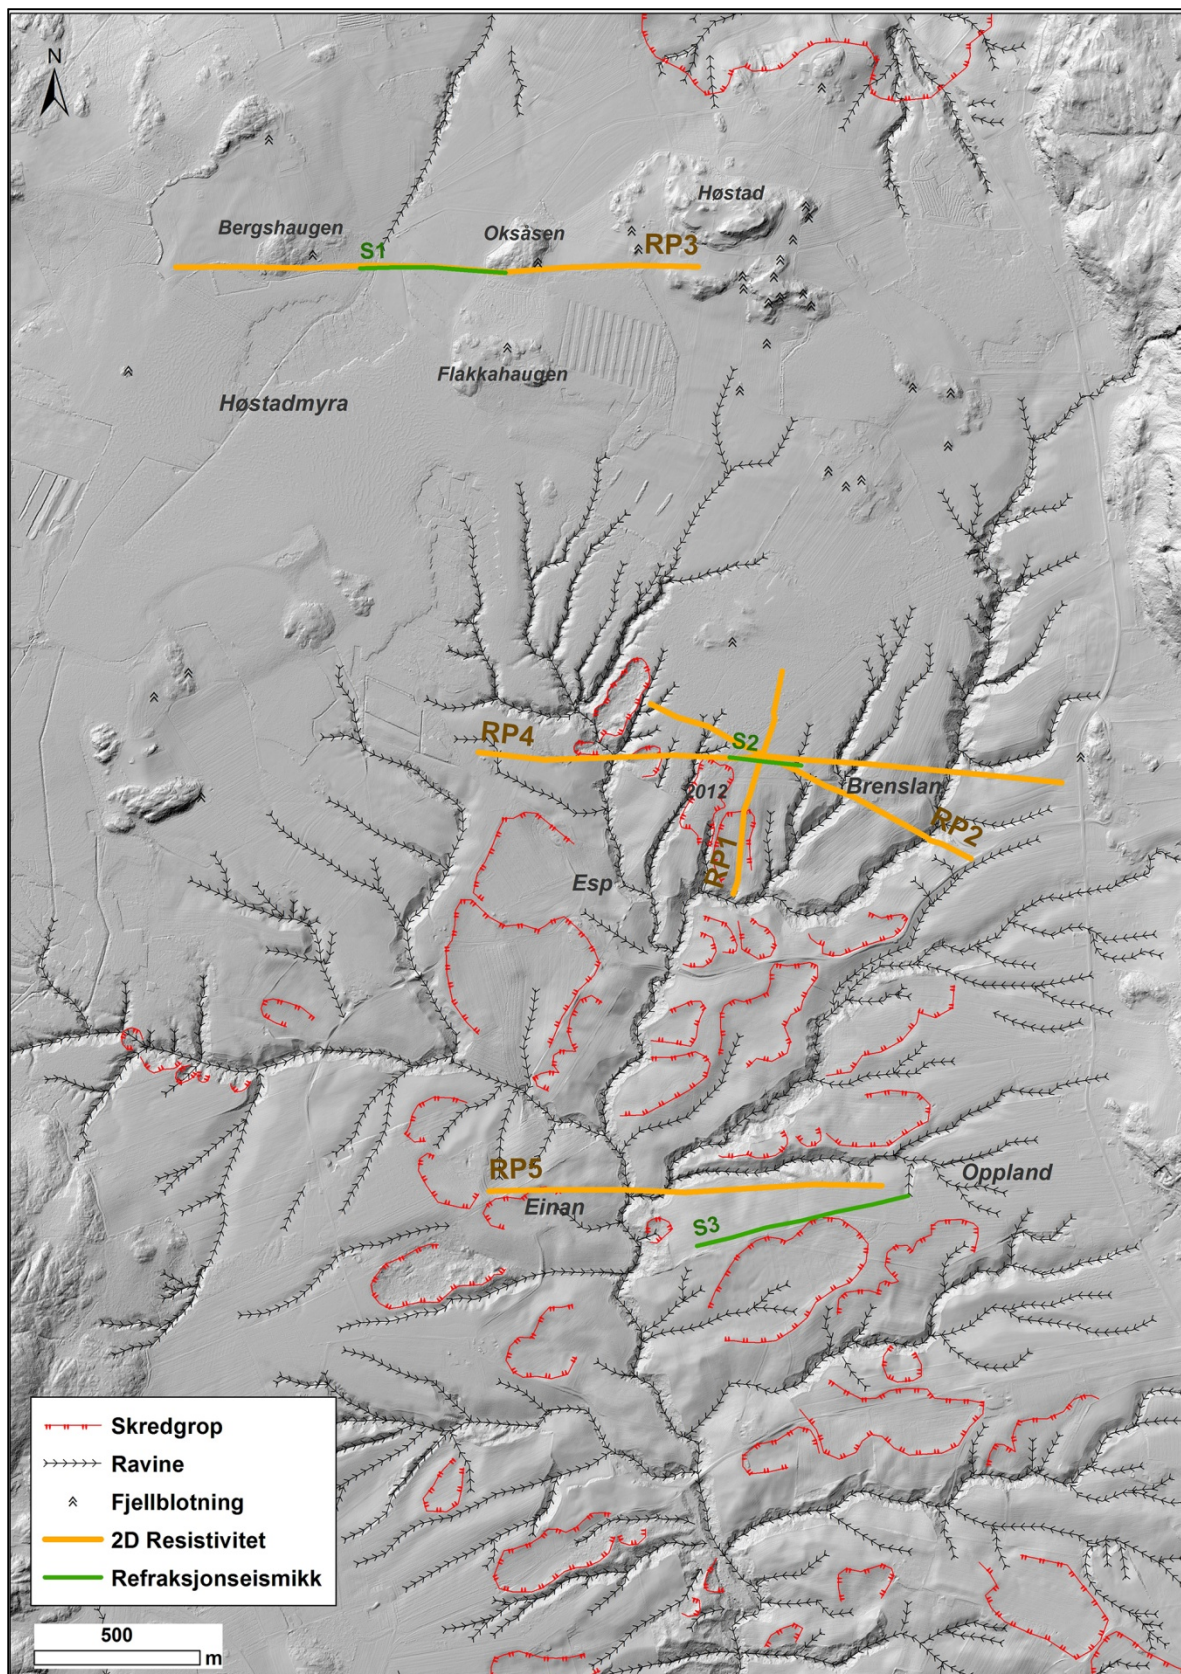 N
Høstad
Bergshaugen
Oksåsen
S1
RP3
Flakkahaugen
Høstadmyra
RP4
S2
2012
Brenslan
RP1
RP2
Esp
RP5
Einan
Oppland
S3
Skredgrop
Ravine
Fjellblotning
2D Resistivitet
Refraksjonseismikk
500
m